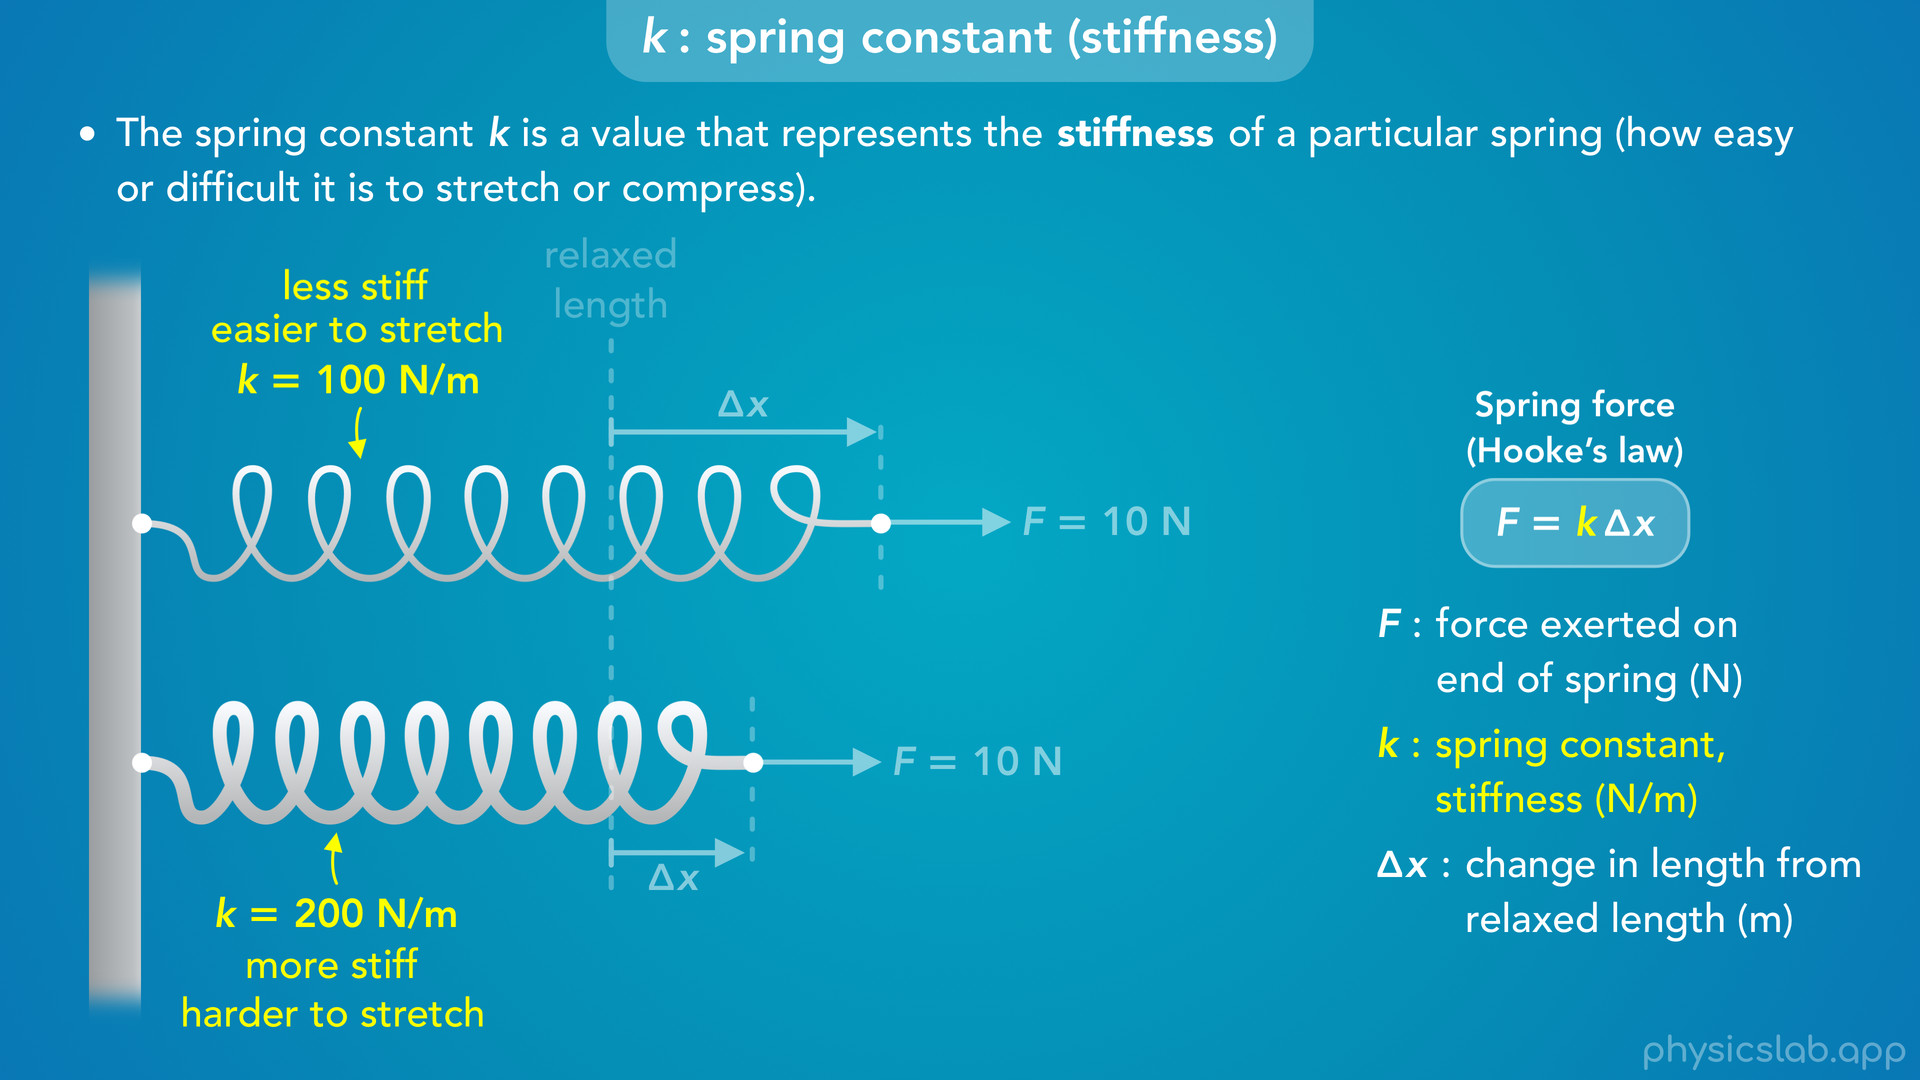 k : spring constant (stiffness)
• The spring constant k is a value that represents the stiffness of a particular spring (how easy
or difficult it is to stretch or compress).
relaxed
length
less stiff
easier to stretch
k = 100 N/m
Δx
F = 10 N
F = 10 N
Δx
k = 200 N/m
more stiff
harder to stretch
Spring force
(Hooke’s law)
F = k Δx
F : force exerted on
end of spring (N)
k : spring constant,
stiffness (N/m)
Δx : change in length from
relaxed length (m)
physicslab.app